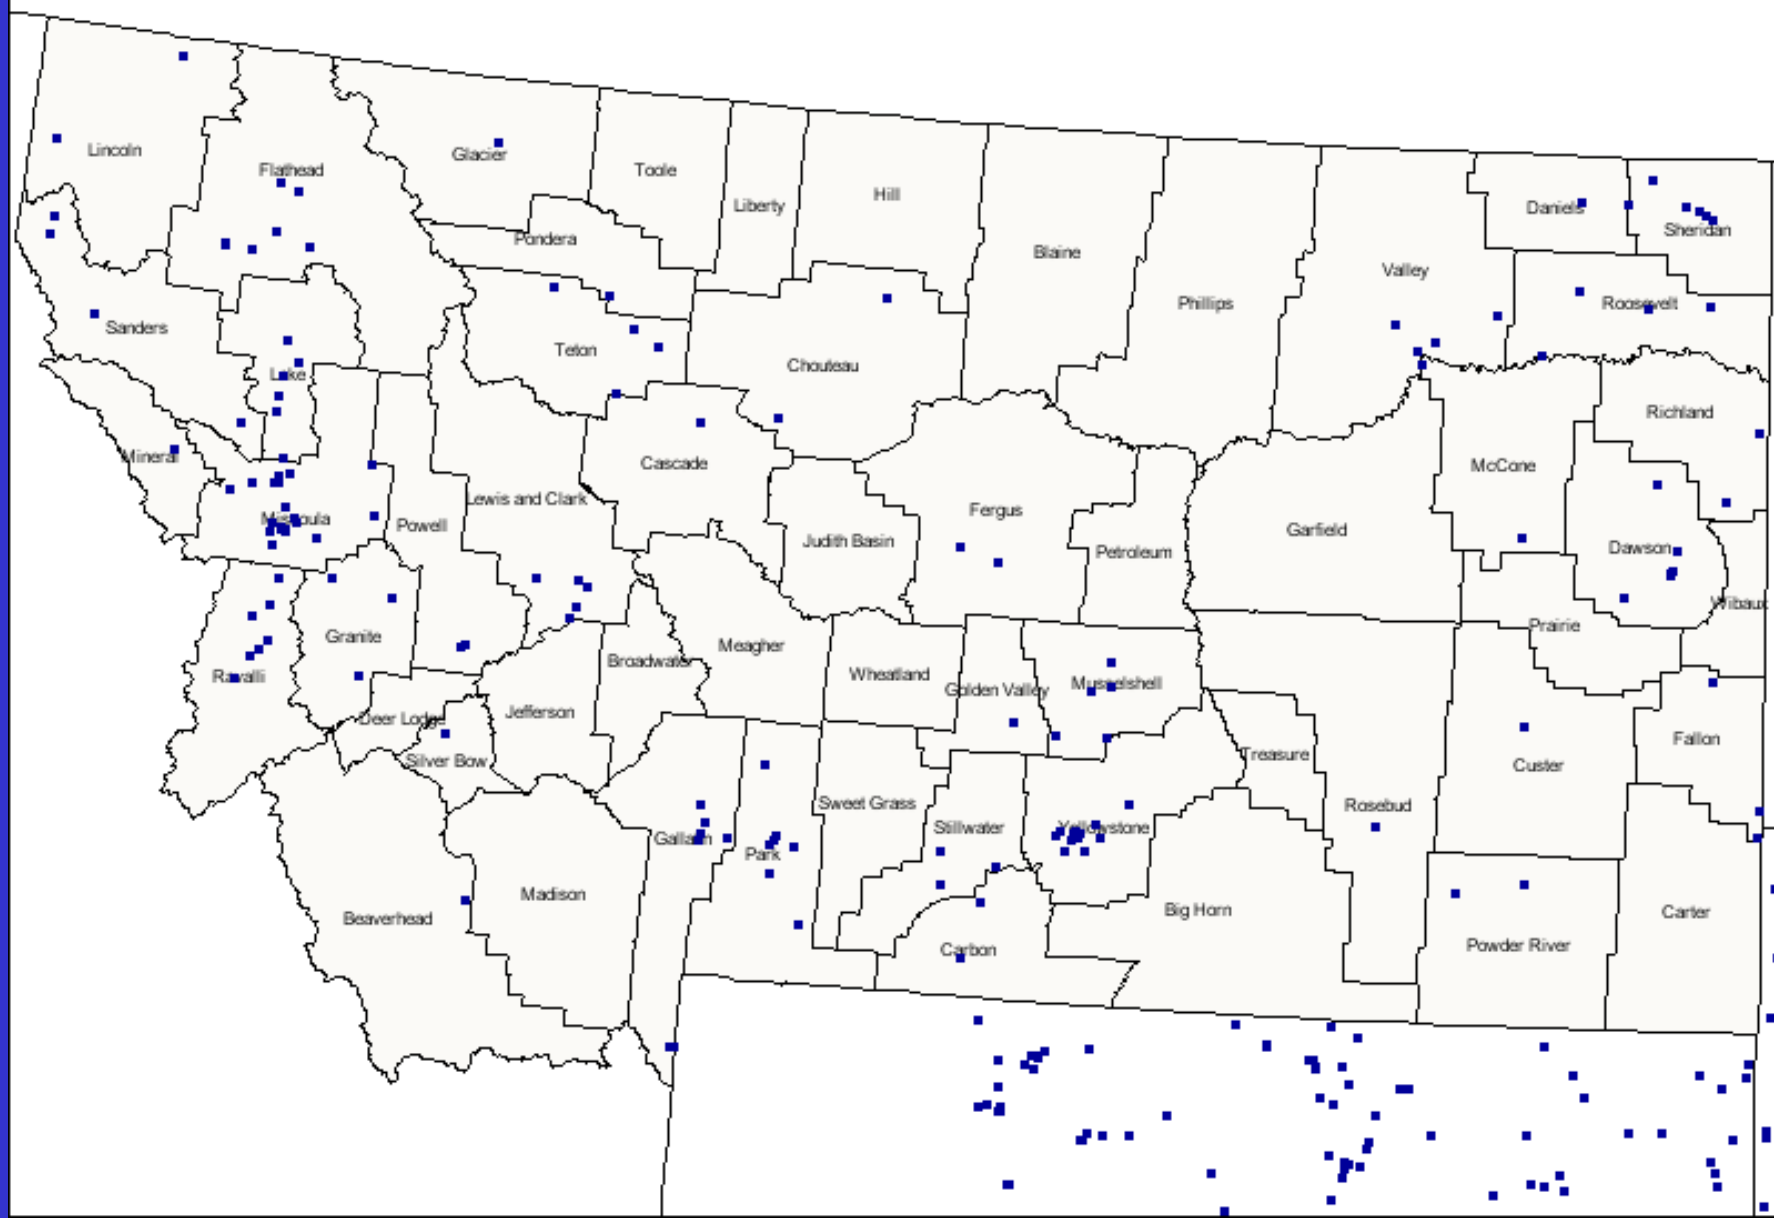 Lincoln
Flathead
Glacier
Toole
Liberty
Hill
Blaine
Phillips
Valley
Daniels
Sheridan
Roosevelt
Pondera
Teton
Chouteau
Sanders
Lake
Mineral
Missoula
Powell
Lewis and Clark
Cascade
Judith Basin
Fergus
Petroleum
Garfield
McCone
Richland
Dawson
Wibaux
Prairie
Granite
Ravalli
Deer Lodge
Silver Bow
Jefferson
Broadwater
Meagher
Wheatland
Golden Valley
Musselshell
Treasure
Rosebud
Custer
Fallon
Beaverhead
Madison
Gallatin
Park
Sweet Grass
Stillwater
Yellowstone
Carbon
Big Horn
Powder River
Carter